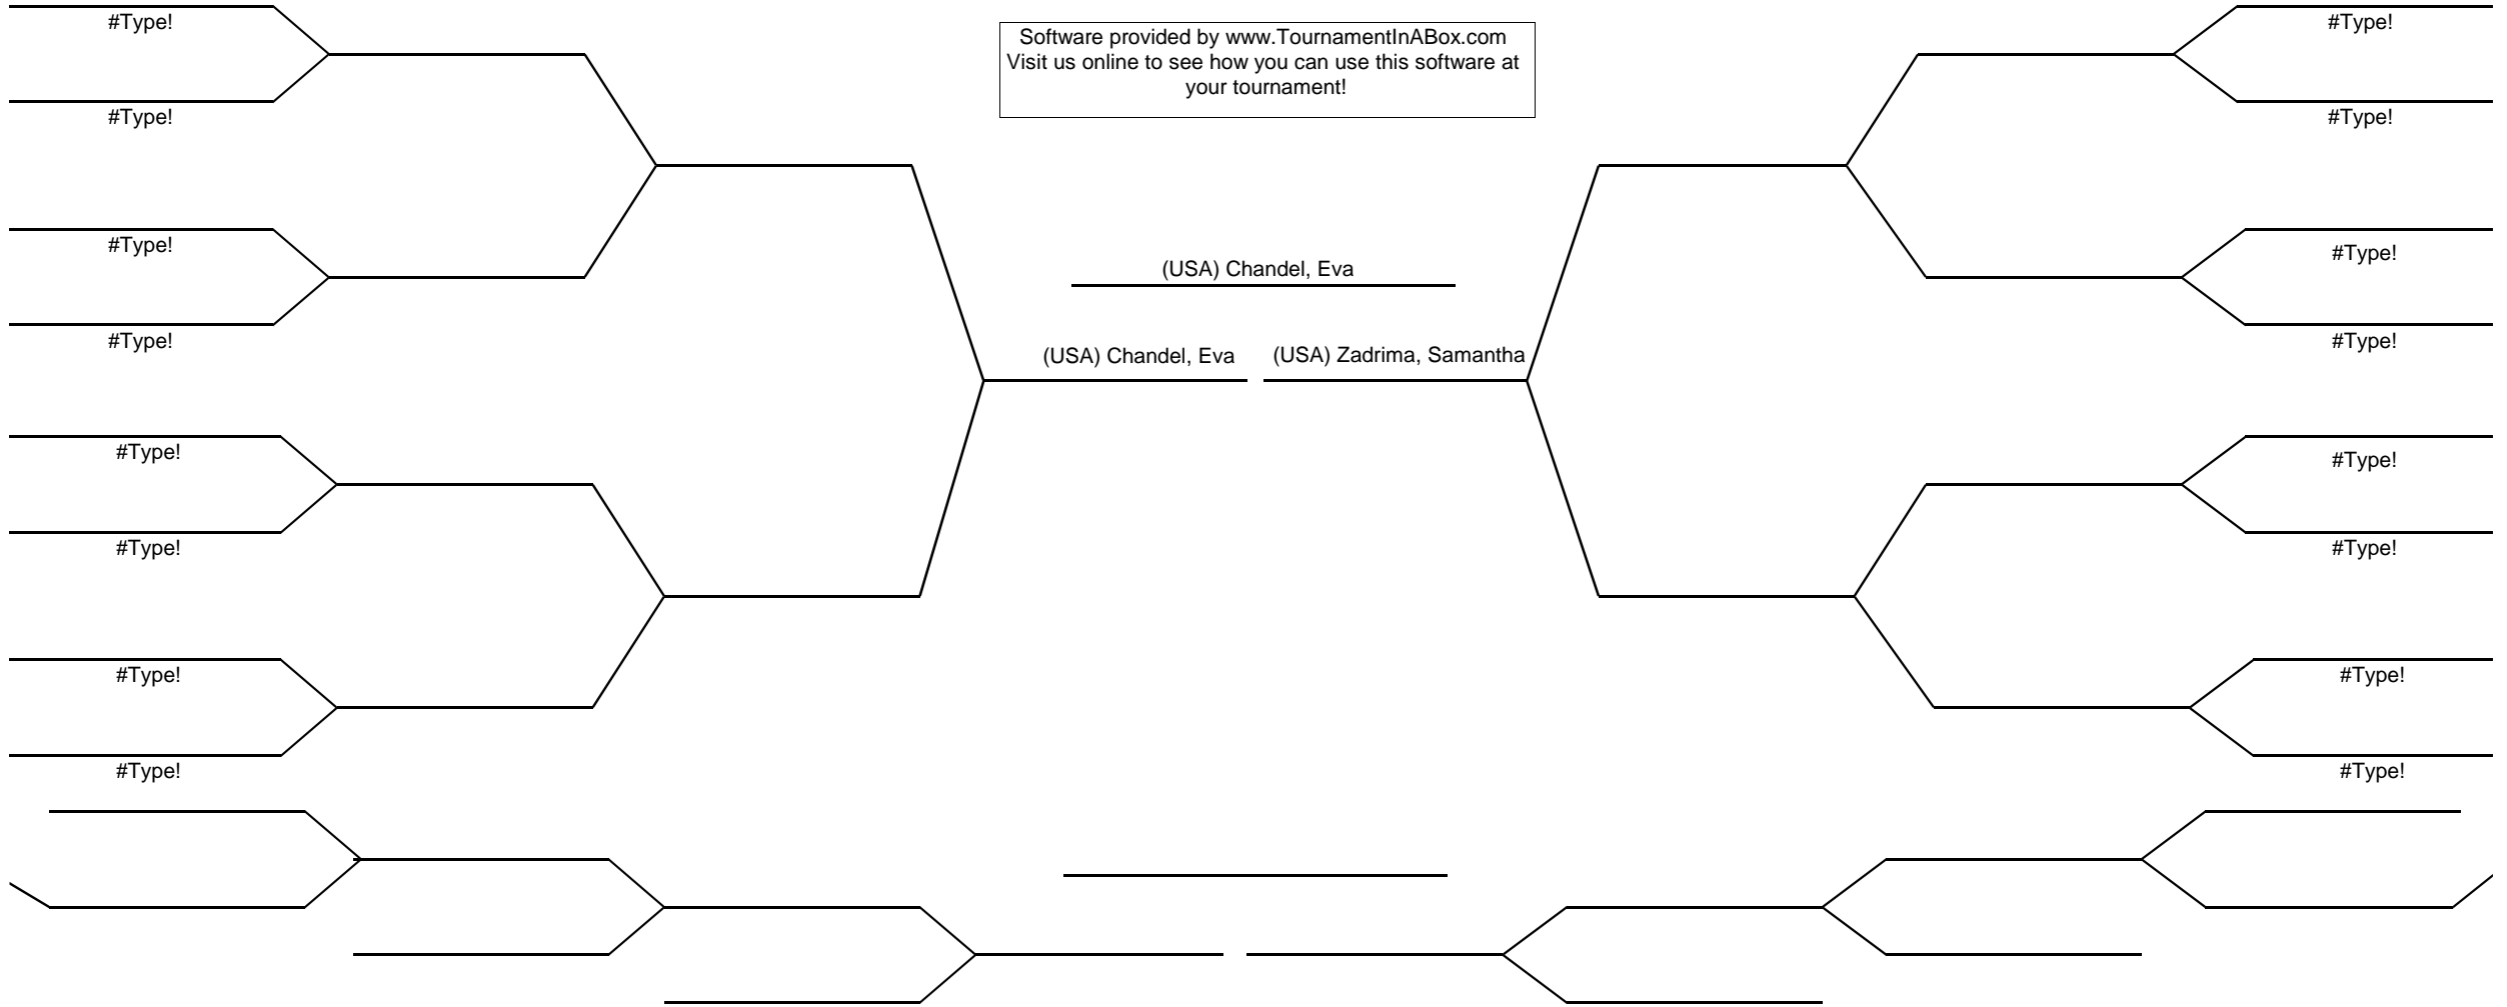 #Type!
#Type!
Software provided by www.TournamentInABox.com
Visit us online to see how you can use this software at
your tournament!
#Type!
#Type!
#Type!
#Type!
(USA) Chandel, Eva
#Type!
#Type!
(USA) Chandel, Eva
(USA) Zadrima, Samantha
#Type!
#Type!
#Type!
#Type!
#Type!
#Type!
#Type!
#Type!